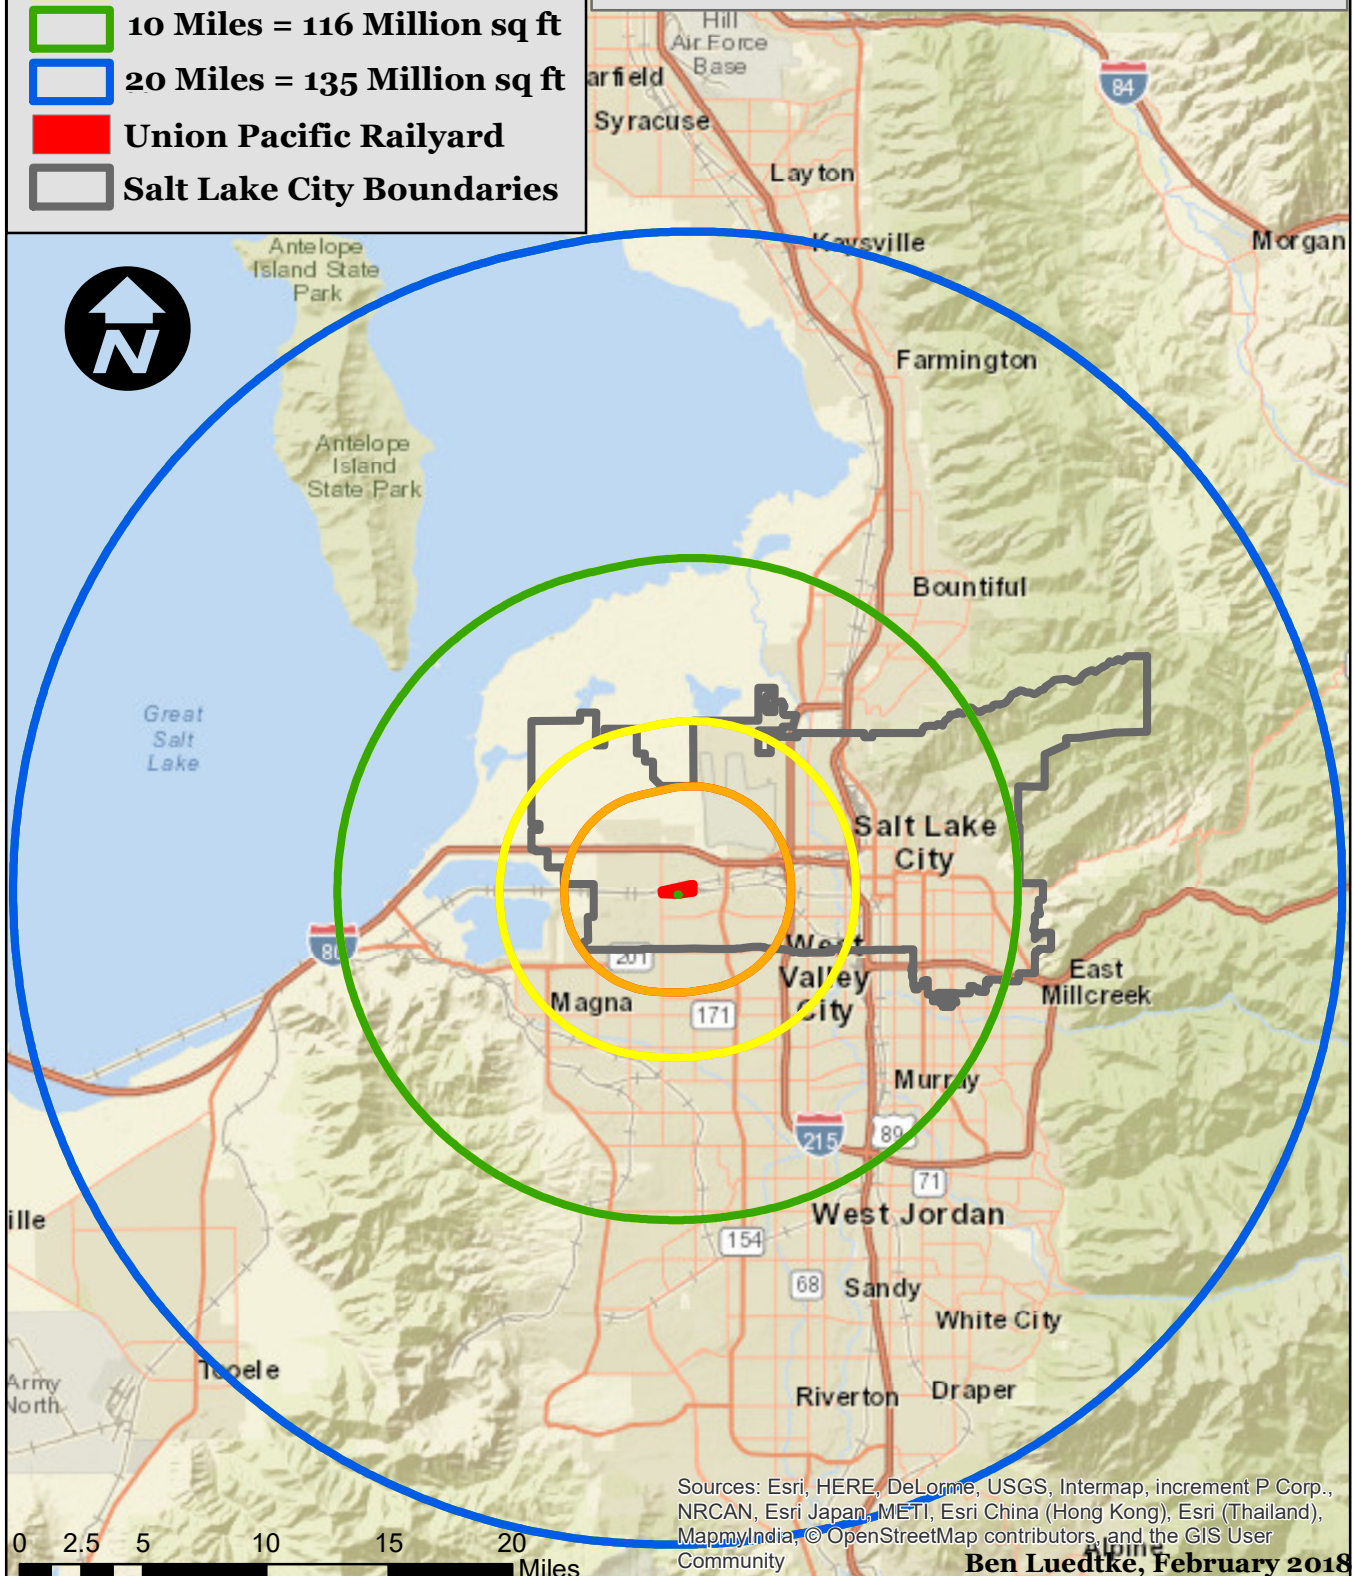 10 Miles = 116 Million sq ft
20 Miles = 135 Million sq ft
Union Pacific Railyard
Salt Lake City Boundaries
Hill
Air Force
Base
arfield
Syracuse
84
Layton
Kaysville
Morgan
Antelope
Island State
Park
N
Farmington
Antelope
Island
State Park
Bountiful
Great
Salt
Lake
Salt Lake
City
80
201
West
Valley
City
East
Millcreek
Magna
171
Murray
215
89
71
ille
West Jordan
154
68
Sandy
White City
Tooele
Army
North
Riverton
Draper
Sources: Esri, HERE, DeLorme, USGS, Intermap, increment P Corp.,
NRCAN, Esri Japan, METI, Esri China (Hong Kong), Esri (Thailand),
MapmyIndia, © OpenStreetMap contributors, and the GIS User
Community
Alpine
Ben Luedtke, February 2018
0 2.5 5 10 15 20
Miles